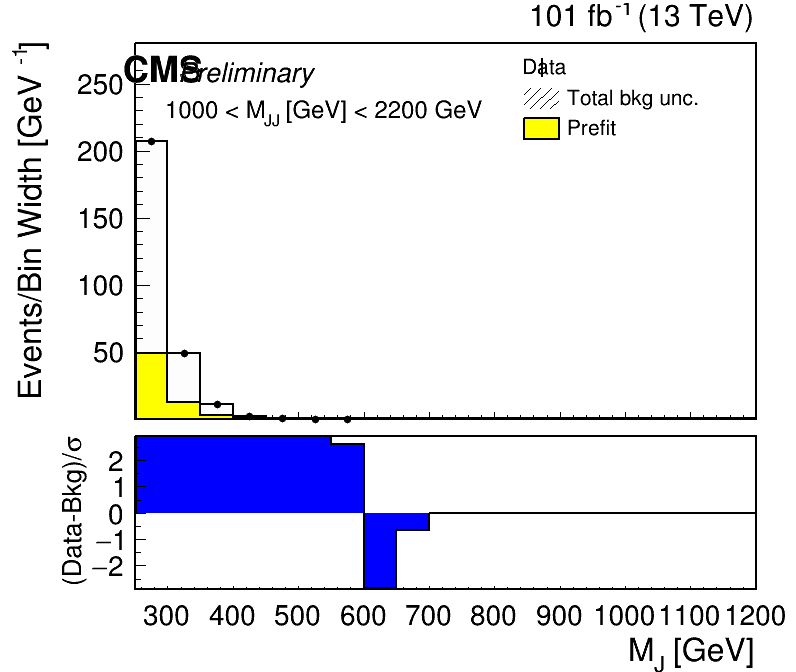 101 fb⁻¹ (13 TeV)
CMS Preliminary
1000 < M_JJ [GeV] < 2200 GeV
Data
Total bkg unc.
Prefit
Events/Bin Width [GeV⁻¹]
250
200
150
100
50
(Data-Bkg)/σ
2
1
0
−1
−2
300 400 500 600 700 800 900 1000 1100 1200
M_J [GeV]